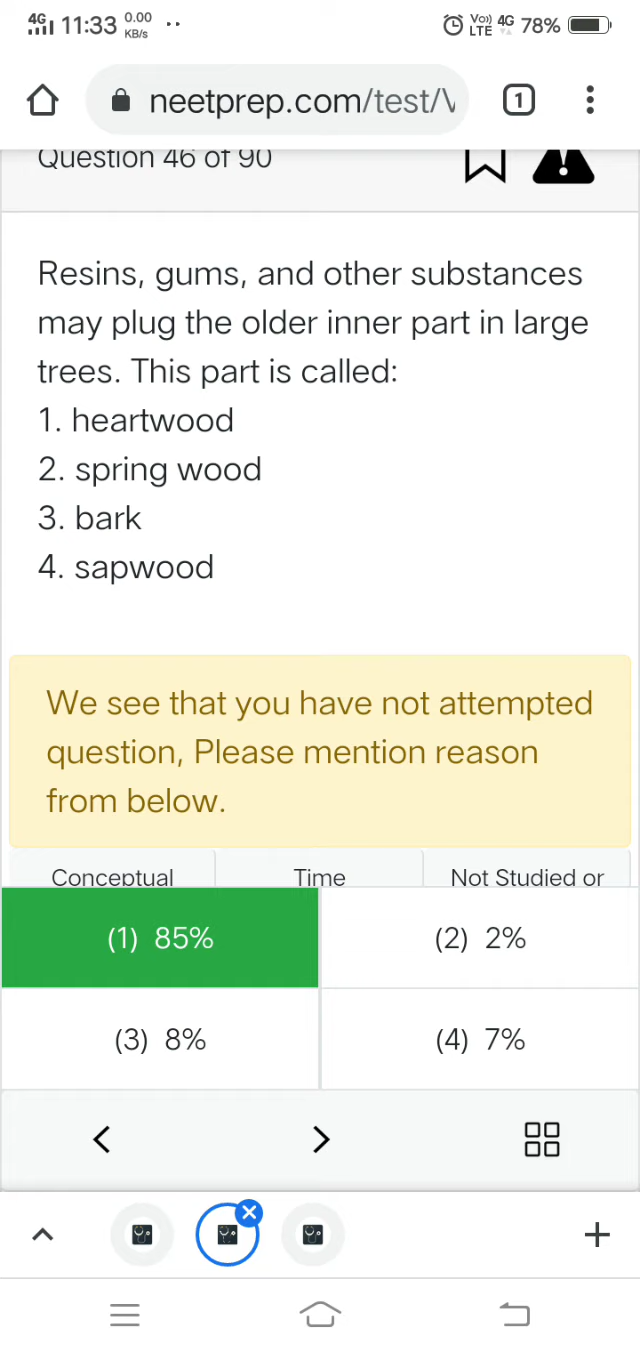 4G 11:33 0.00 KB/s ··
Vo)) LTE 4G 78%
neetprep.com/test/\
1
Question 46 of 90
Resins, gums, and other substances
may plug the older inner part in large
trees. This part is called:
1. heartwood
2. spring wood
3. bark
4. sapwood
We see that you have not attempted
question, Please mention reason
from below.
Conceptual Time Not Studied or
(1) 85% (2) 2%
(3) 8% (4) 7%